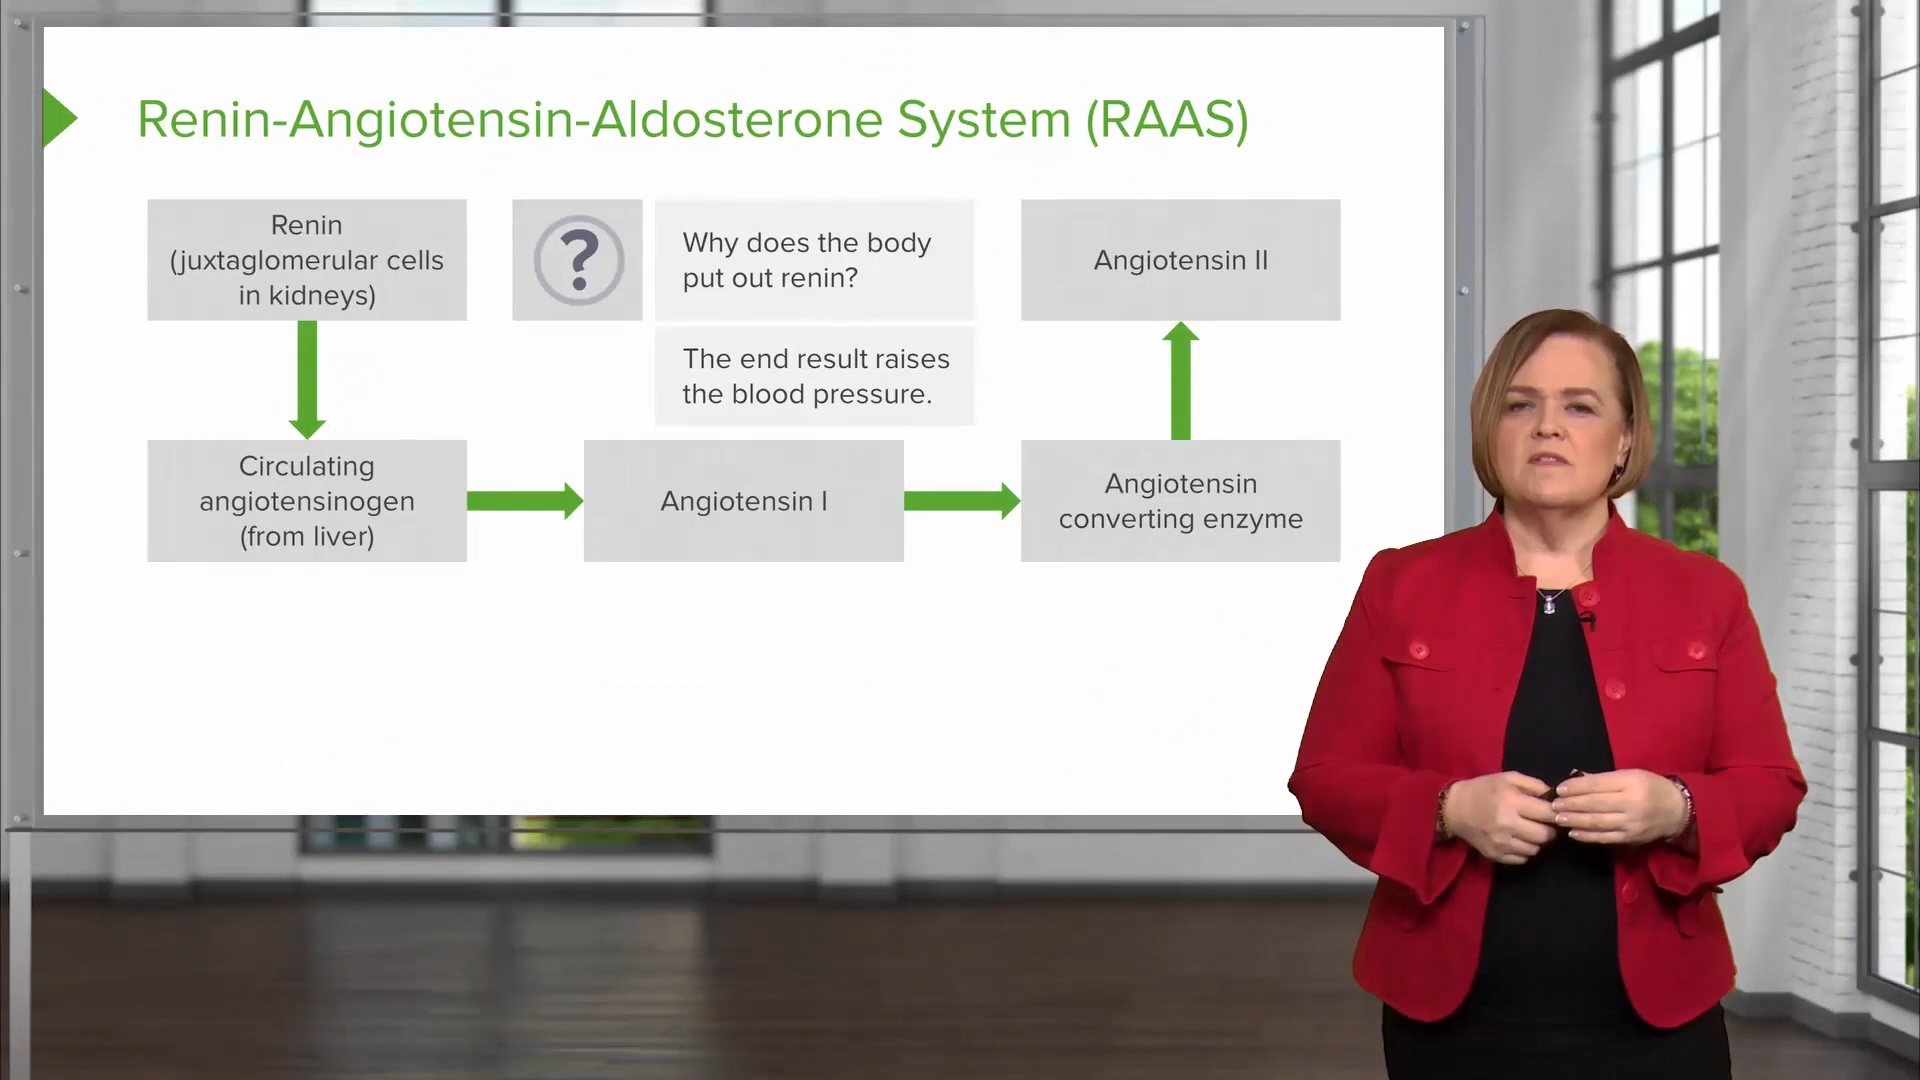 Renin-Angiotensin-Aldosterone System (RAAS)
Renin
(juxtaglomerular cells
in kidneys)
?
Why does the body
put out renin?
The end result raises
the blood pressure.
Angiotensin II
Circulating
angiotensinogen
(from liver)
Angiotensin I
Angiotensin
converting enzyme